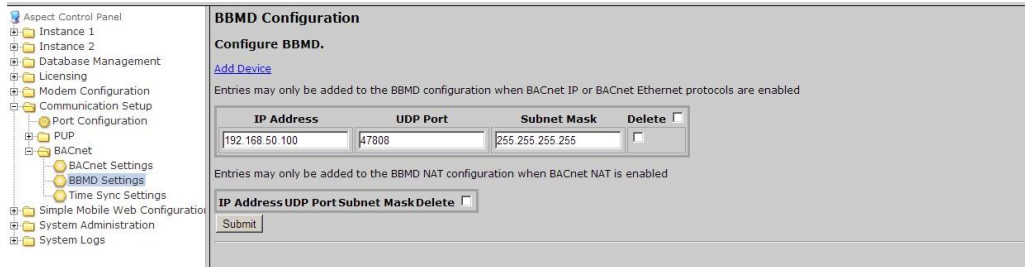 Aspect Control Panel
Instance 1
Instance 2
Database Management
Licensing
Modem Configuration
Communication Setup
Port Configuration
PUP
BACnet
BACnet Settings
BBMD Settings
Time Sync Settings
Simple Mobile Web Configuration
System Administration
System Logs
BBMD Configuration
Configure BBMD.
Add Device
Entries may only be added to the BBMD configuration when BACnet IP or BACnet Ethernet protocols are enabled
IP Address UDP Port Subnet Mask Delete
192.168.50.100 47808 255.255.255.255
Entries may only be added to the BBMD NAT configuration when BACnet NAT is enabled
IP Address UDP Port Subnet Mask Delete
Submit